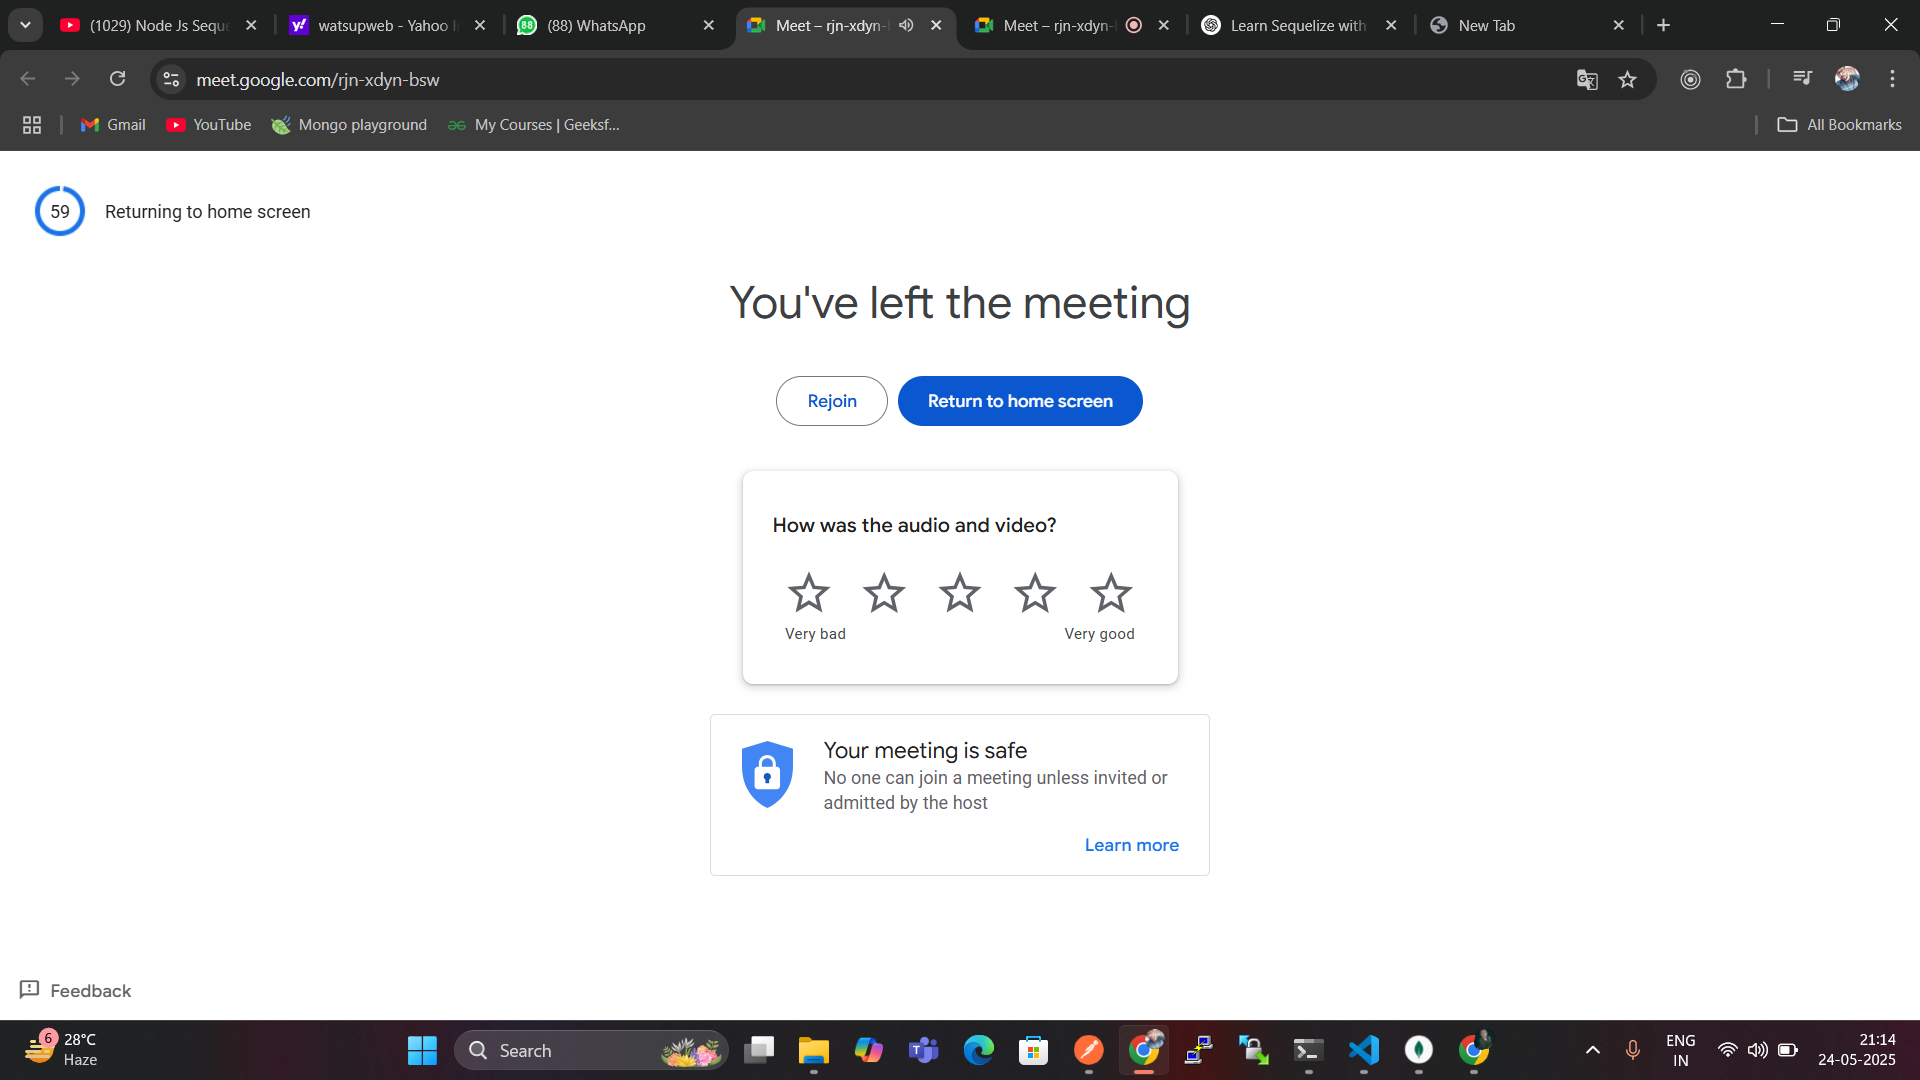 (1029) Node Js Seque
watsupweb - Yahoo I
88
(88) WhatsApp
Meet – rjn-xdyn-
Meet – rjn-xdyn-
Learn Sequelize with
New Tab
meet.google.com/rjn-xdyn-bsw
Gmail
YouTube
Mongo playground
My Courses | Geeksf...
All Bookmarks
59
Returning to home screen
You've left the meeting
Rejoin
Return to home screen
How was the audio and video?
Very bad
Very good
Your meeting is safe
No one can join a meeting unless invited or
admitted by the host
Learn more
Feedback
6
28°C
Haze
Search
ENG
IN
21:14
24-05-2025